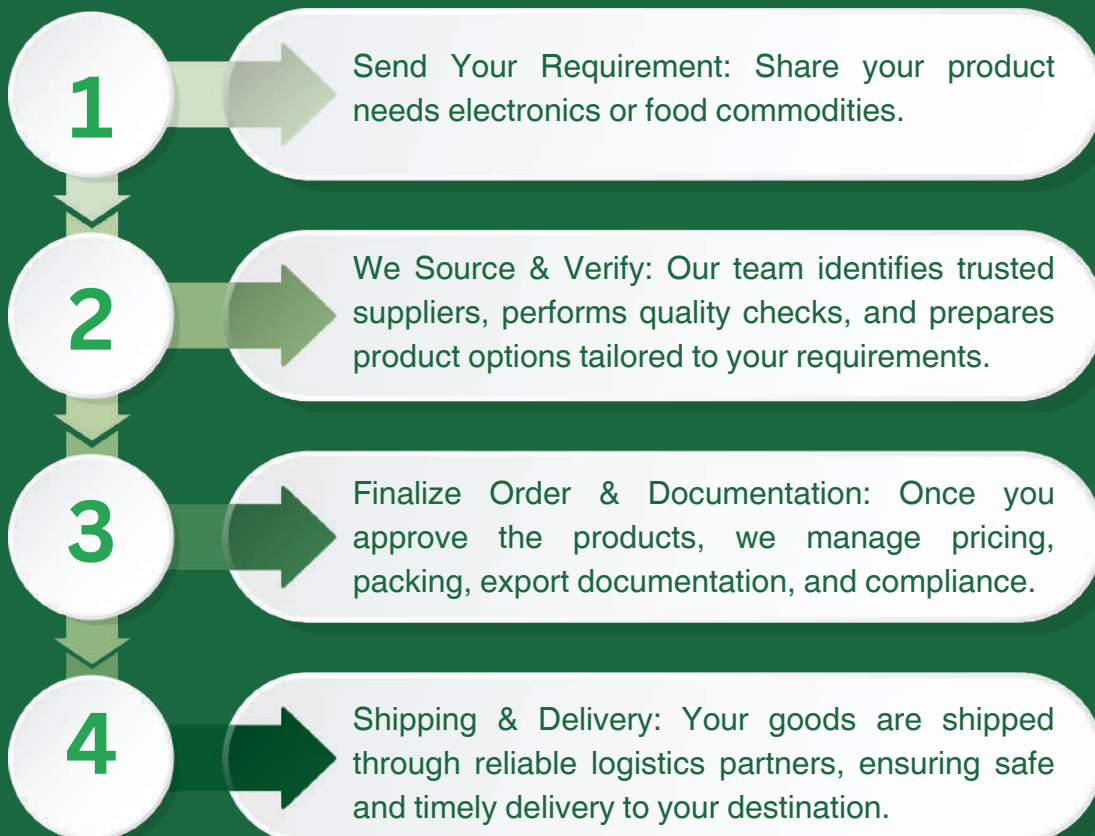 1
Send Your Requirement: Share your product
needs electronics or food commodities.
2
We Source & Verify: Our team identifies trusted
suppliers, performs quality checks, and prepares
product options tailored to your requirements.
3
Finalize Order & Documentation: Once you
approve the products, we manage pricing,
packing, export documentation, and compliance.
4
Shipping & Delivery: Your goods are shipped
through reliable logistics partners, ensuring safe
and timely delivery to your destination.